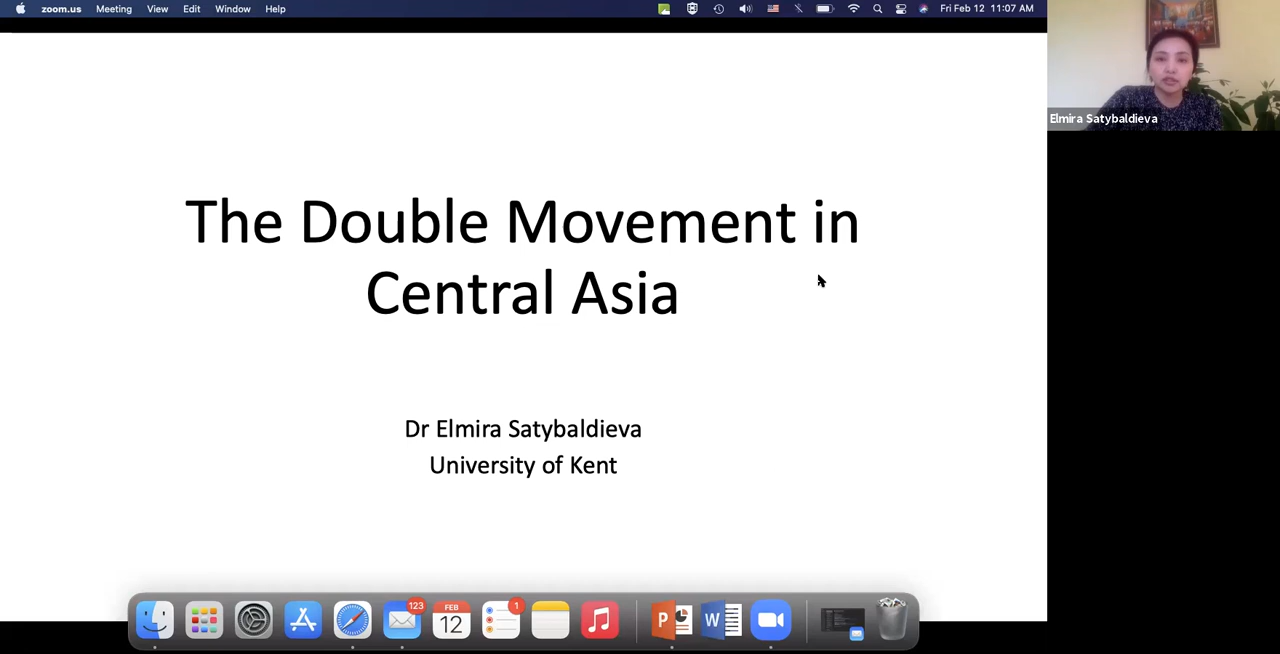 zoom.us Meeting View Edit Window Help Fri Feb 12 11:07 AM
Elmira Satybaldieva
The Double Movement in
Central Asia
Dr Elmira Satybaldieva
University of Kent
123
FEB
12
1
P
W